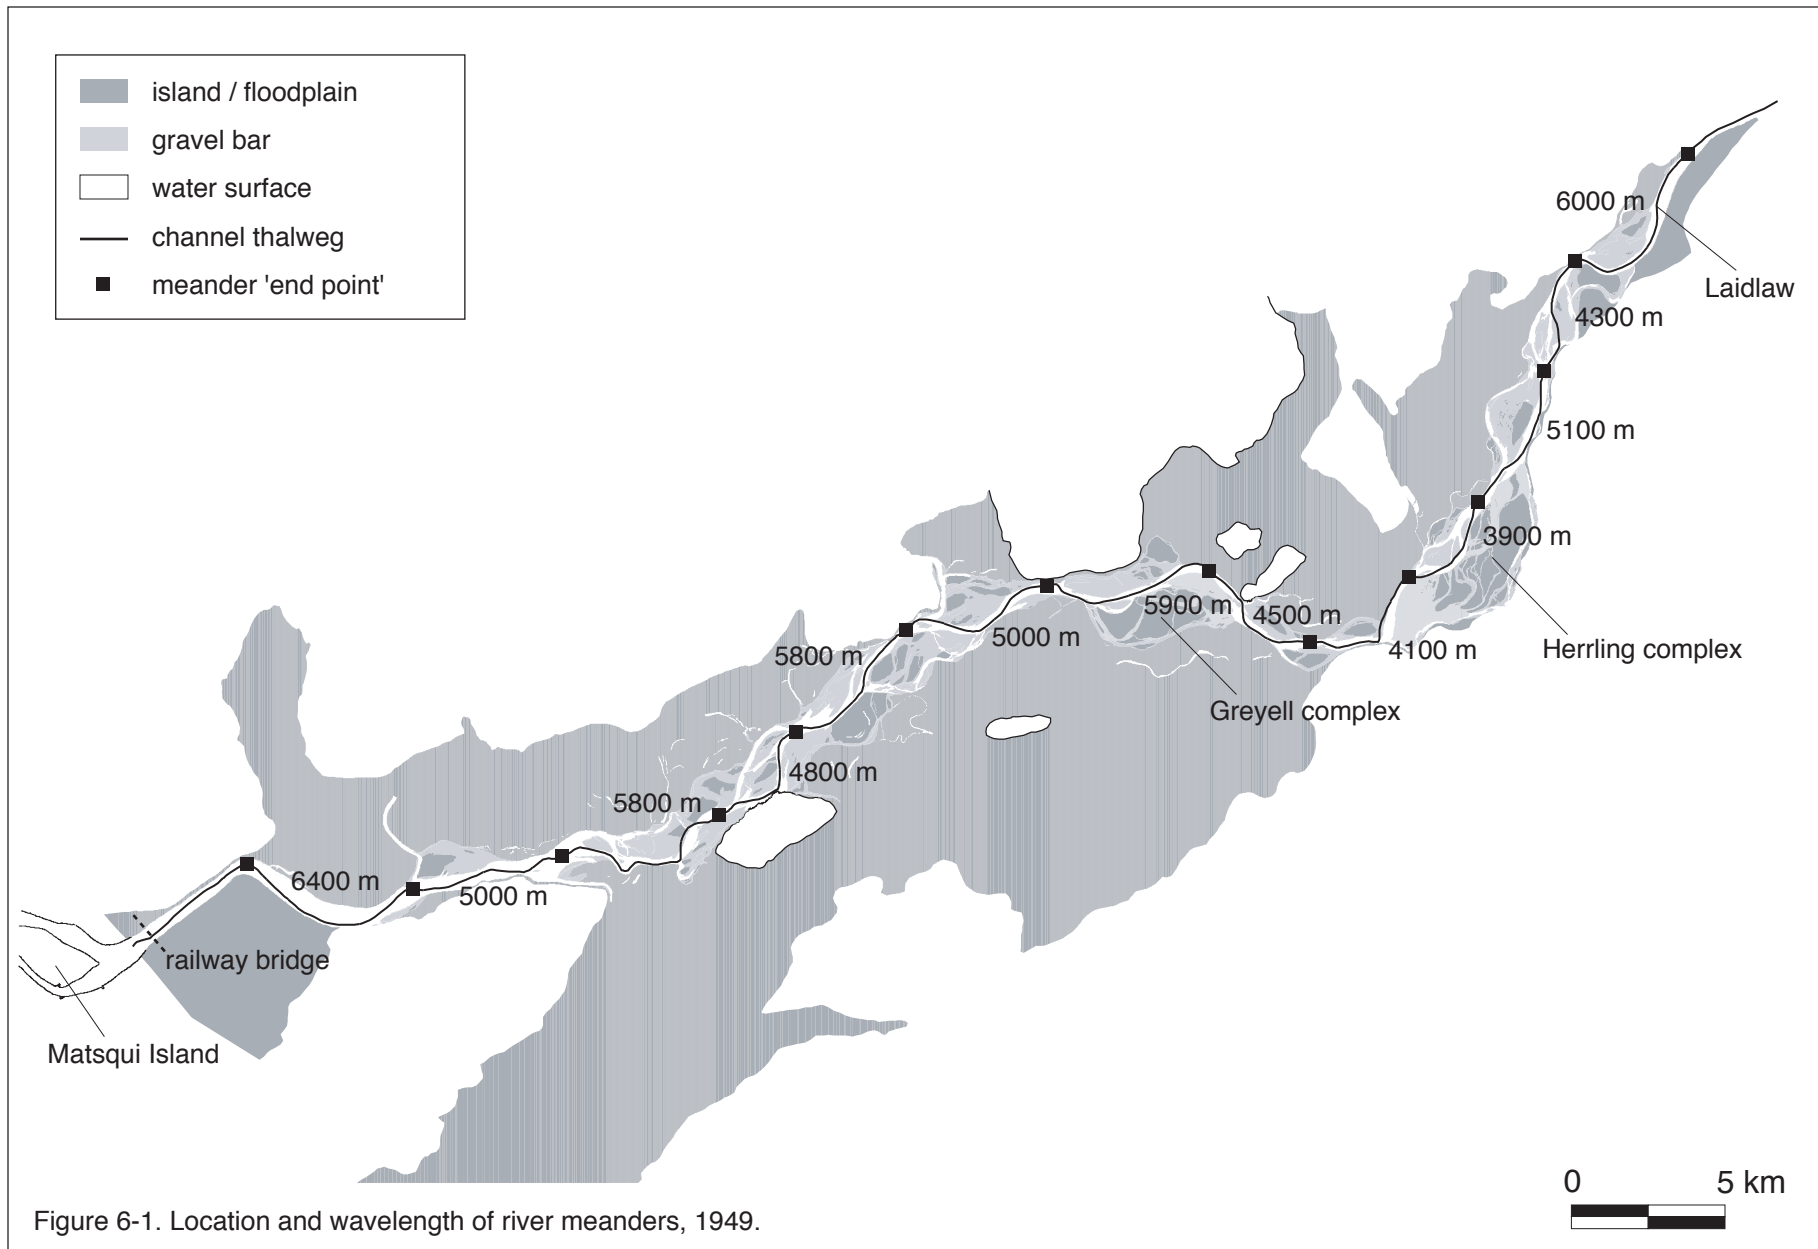 island / floodplain
gravel bar
water surface
channel thalweg
meander 'end point'
6000 m
Laidlaw
4300 m
5100 m
3900 m
Herrling complex
4100 m
4500 m
5900 m
Greyell complex
5000 m
5800 m
4800 m
5800 m
5000 m
6400 m
railway bridge
Matsqui Island
0 5 km
Figure 6-1. Location and wavelength of river meanders, 1949.